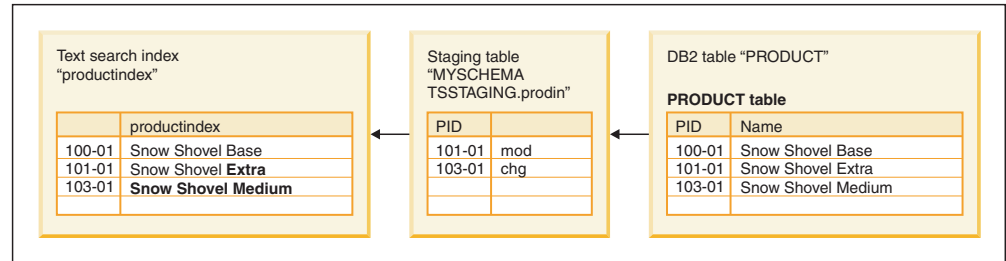 Text search index
"productindex"
productindex
100-01 Snow Shovel Base
101-01 Snow Shovel Extra
103-01 Snow Shovel Medium
Staging table
"MYSCHEMA
TSSTAGING.prodin"
PID
101-01 mod
103-01 chg
DB2 table "PRODUCT"
PRODUCT table
PID Name
100-01 Snow Shovel Base
101-01 Snow Shovel Extra
103-01 Snow Shovel Medium